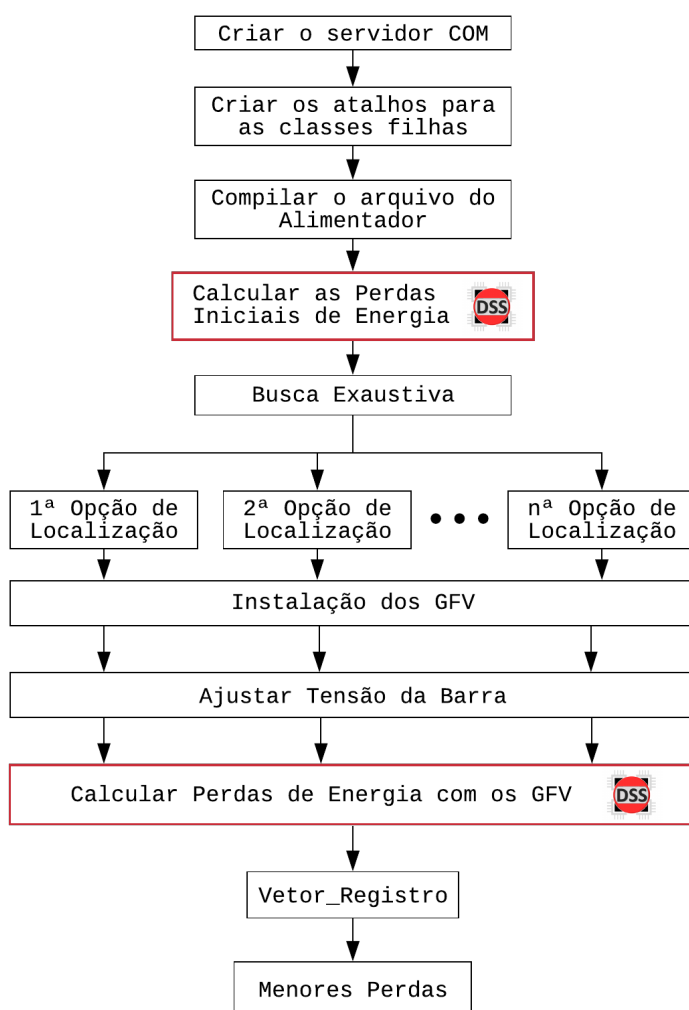 Criar o servidor COM
Criar os atalhos para
as classes filhas
Compilar o arquivo do
Alimentador
Calcular as Perdas
Iniciais de Energia
DSS
Busca Exaustiva
1ª Opção de
Localização
2ª Opção de
Localização
nª Opção de
Localização
Instalação dos GFV
Ajustar Tensão da Barra
Calcular Perdas de Energia com os GFV
DSS
Vetor_Registro
Menores Perdas